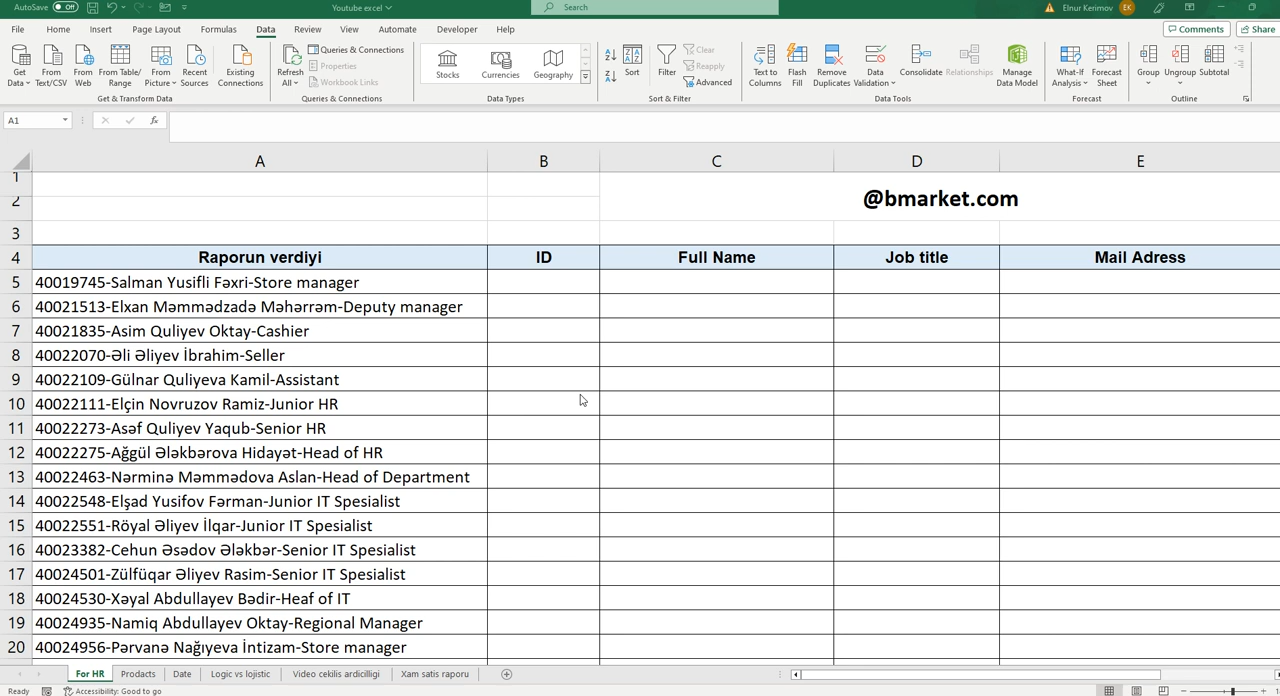 AutoSave Off Youtube excel Search Elnur Kerimov EK
File Home Insert Page Layout Formulas Data Review View Automate Developer Help Comments Share
Get Data
From Text/CSV
From Web
From Table/Range
From Picture
Recent Sources
Existing Connections
Get & Transform Data
Refresh All
Queries & Connections
Properties
Workbook Links
Queries & Connections
Stocks Currencies Geography
Data Types
Sort
Filter
Clear
Reapply
Advanced
Sort & Filter
Text to Columns
Flash Fill
Remove Duplicates
Data Validation
Consolidate
Relationships
Manage Data Model
Data Tools
What-If Analysis
Forecast Sheet
Forecast
Group
Ungroup
Subtotal
Outline
A1 fx
A B C D E
1
2 @bmarket.com
3
4 Raporun verdiyi ID Full Name Job title Mail Adress
5 40019745-Salman Yusifli Fəxri-Store manager
6 40021513-Elxan Məmmədzadə Məhərrəm-Deputy manager
7 40021835-Asim Quliyev Oktay-Cashier
8 40022070-Əli Əliyev İbrahim-Seller
9 40022109-Gülnar Quliyeva Kamil-Assistant
10 40022111-Elçin Novruzov Ramiz-Junior HR
11 40022273-Asəf Quliyev Yaqub-Senior HR
12 40022275-Ağgül Ələkbərova Hidayət-Head of HR
13 40022463-Nərminə Məmmədova Aslan-Head of Department
14 40022548-Elşad Yusifov Fərman-Junior IT Spesialist
15 40022551-Röyal Əliyev İlqar-Junior IT Spesialist
16 40023382-Cehun Əsədov Ələkbər-Senior IT Spesialist
17 40024501-Zülfüqar Əliyev Rasim-Senior IT Spesialist
18 40024530-Xəyal Abdullayev Bədir-Heaf of IT
19 40024935-Namiq Abdullayev Oktay-Regional Manager
20 40024956-Pərvanə Nağıyeva İntizam-Store manager
For HR Prodacts Date Logic vs lojistic Video cekilis ardicilligi Xam satis raporu
Ready Accessibility: Good to go